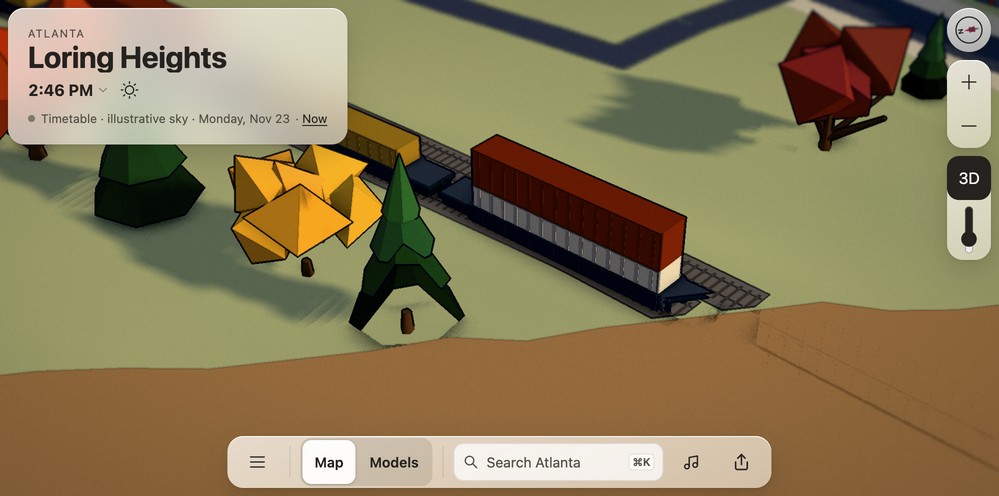 ATLANTA
Loring Heights
2:46 PM
Timetable · illustrative sky · Monday, Nov 23 · Now
N
3D
Map Models Search Atlanta ⌘K